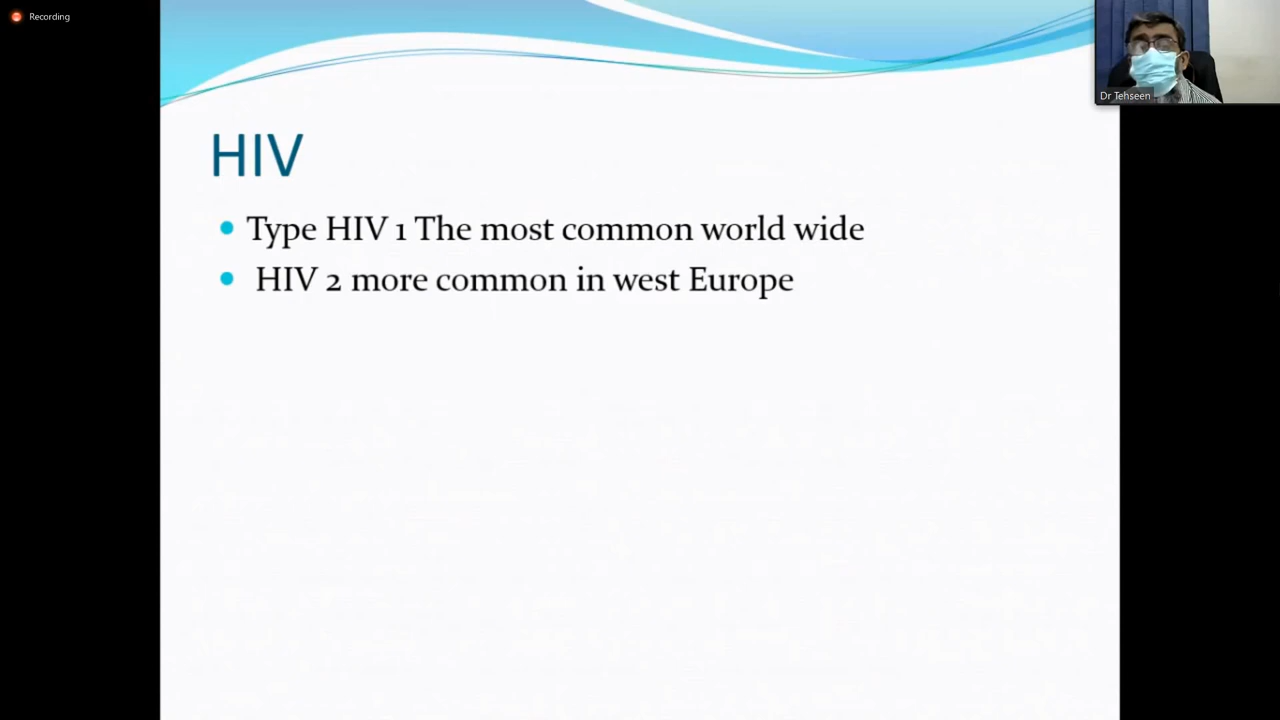 Recording
Dr Tehseen
HIV
Type HIV 1 The most common world wide
HIV 2 more common in west Europe